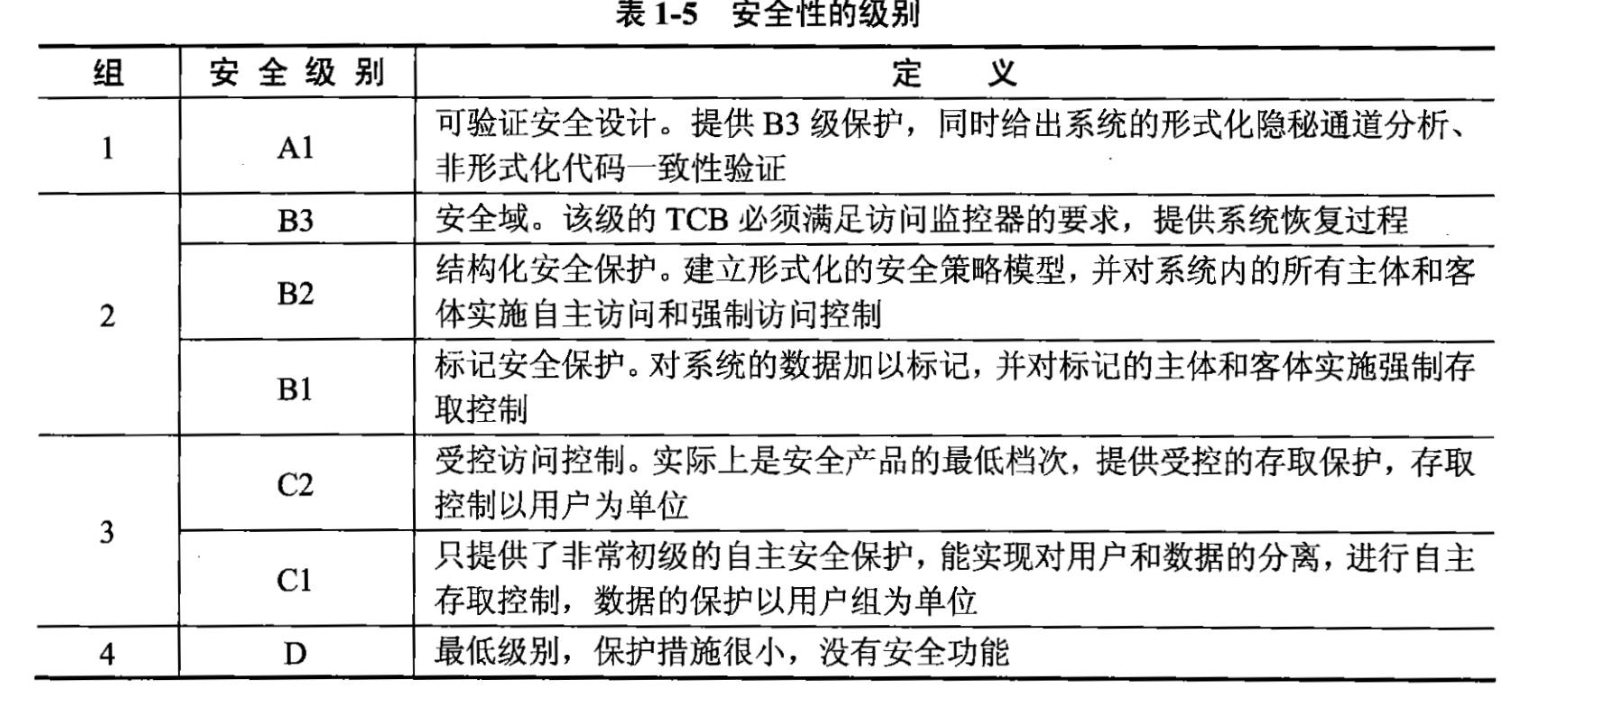 表 1-5 安全性的级别
组 安全级别 定义
1 A1 可验证安全设计。提供 B3 级保护，同时给出系统的形式化隐秘通道分析、
非形式化代码一致性验证
2 B3 安全域。该级的 TCB 必须满足访问监控器的要求，提供系统恢复过程
B2 结构化安全保护。建立形式化的安全策略模型，并对系统内的所有主体和客
体实施自主访问和强制访问控制
B1 标记安全保护。对系统的数据加以标记，并对标记的主体和客体实施强制存
取控制
3 C2 受控访问控制。实际上是安全产品的最低档次，提供受控的存取保护，存取
控制以用户为单位
C1 只提供了非常初级的自主安全保护，能实现对用户和数据的分离，进行自主
存取控制，数据的保护以用户组为单位
4 D 最低级别，保护措施很小，没有安全功能